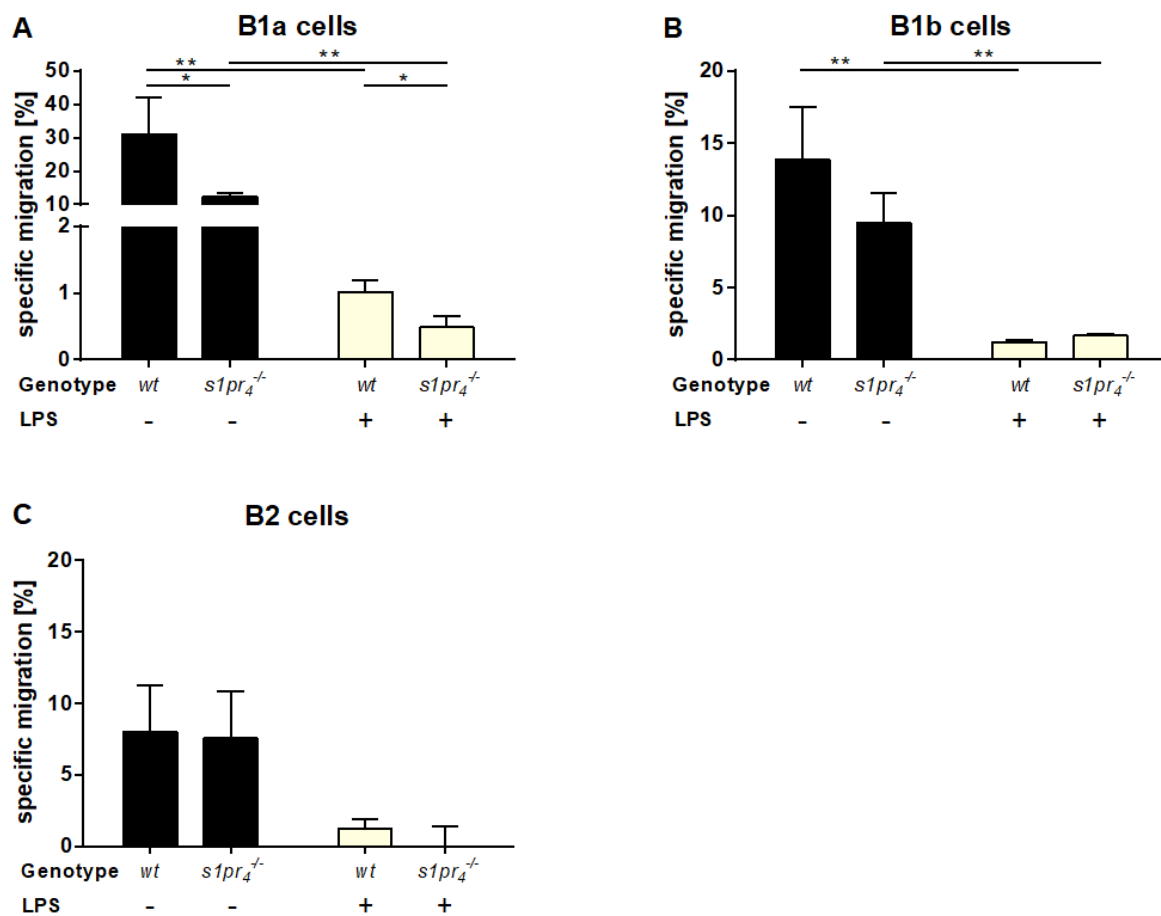 A
B1a cells
**
**
*
*
50
40
30
20
10
2
1
0
specific migration [%]
Genotype wt s1pr4-/- wt s1pr4-/-
LPS - - + +
B
B1b cells
**
**
20
15
10
5
0
specific migration [%]
Genotype wt s1pr4-/- wt s1pr4-/-
LPS - - + +
C
B2 cells
20
15
10
5
0
specific migration [%]
Genotype wt s1pr4-/- wt s1pr4-/-
LPS - - + +